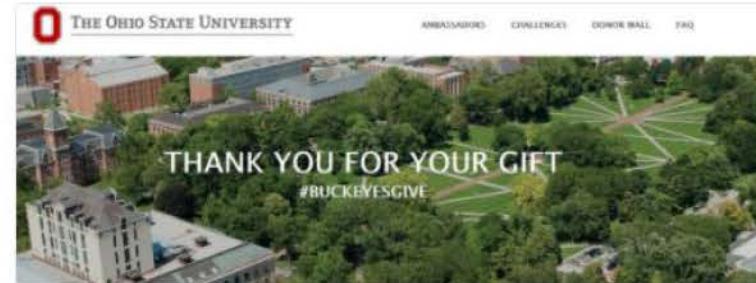 THE OHIO STATE UNIVERSITY
AMBASSADORS CHALLENGES DONOR WALL FAQ
THANK YOU FOR YOUR GIFT
#BUCKEYESGIVE